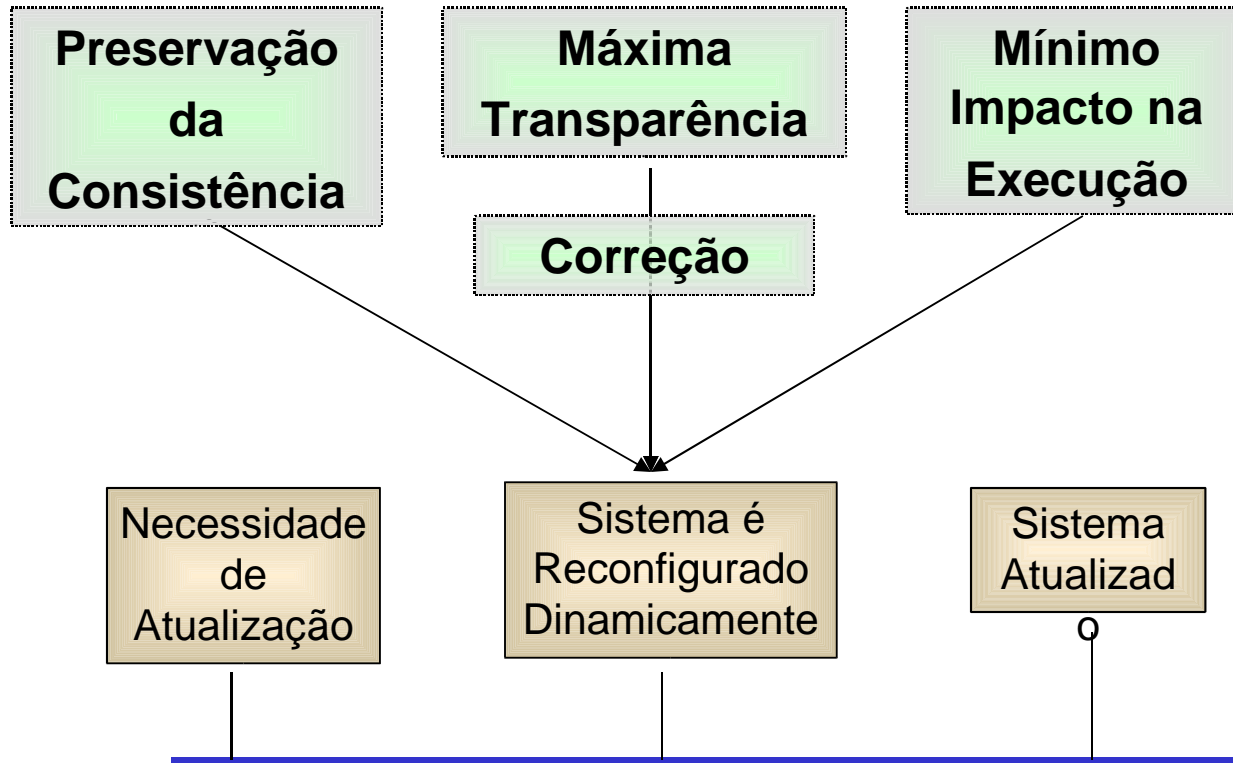 Preservação
da
Consistência
Máxima
Transparência
Mínimo
Impacto na
Execução
Correção
Necessidade
de
Atualização
Sistema é
Reconfigurado
Dinamicamente
Sistema
Atualizad
o